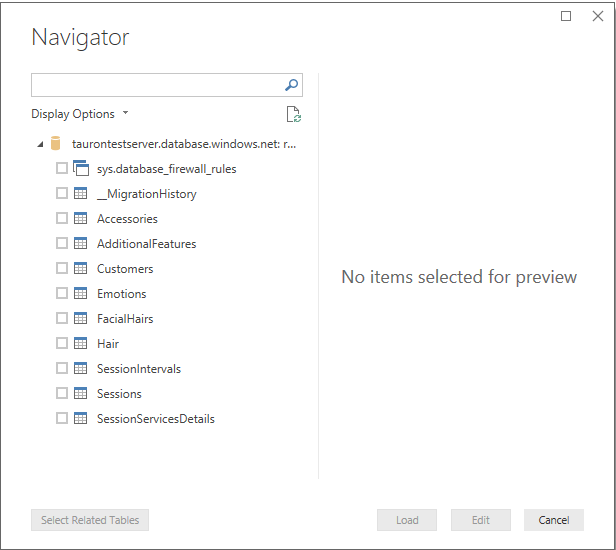 Navigator
Display Options
taurontestserver.database.windows.net: r...
sys.database_firewall_rules
__MigrationHistory
Accessories
AdditionalFeatures
Customers
Emotions
FacialHairs
Hair
SessionIntervals
Sessions
SessionServicesDetails
No items selected for preview
Select Related Tables
Load
Edit
Cancel